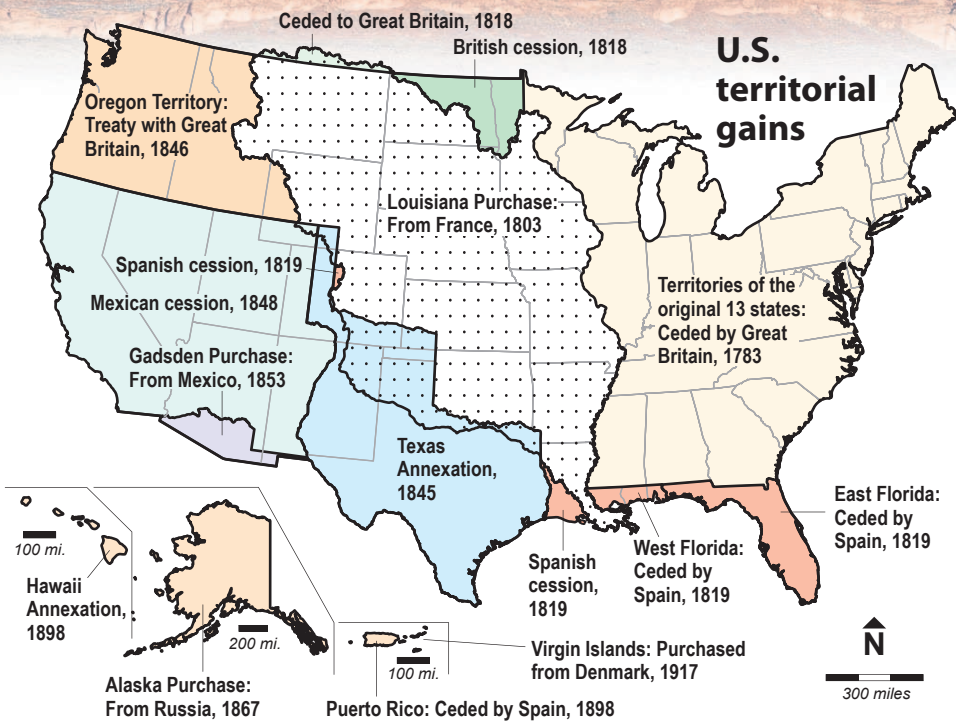 Ceded to Great Britain, 1818
British cession, 1818
U.S.
territorial
gains
Oregon Territory:
Treaty with Great
Britain, 1846
Louisiana Purchase:
From France, 1803
Spanish cession, 1819
Mexican cession, 1848
Gadsden Purchase:
From Mexico, 1853
Territories of the
original 13 states:
Ceded by Great
Britain, 1783
Texas
Annexation,
1845
East Florida:
Ceded by
Spain, 1819
West Florida:
Ceded by
Spain, 1819
Spanish
cession,
1819
100 mi.
Hawaii
Annexation,
1898
200 mi.
Alaska Purchase:
From Russia, 1867
100 mi.
Virgin Islands: Purchased
from Denmark, 1917
Puerto Rico: Ceded by Spain, 1898
N
300 miles